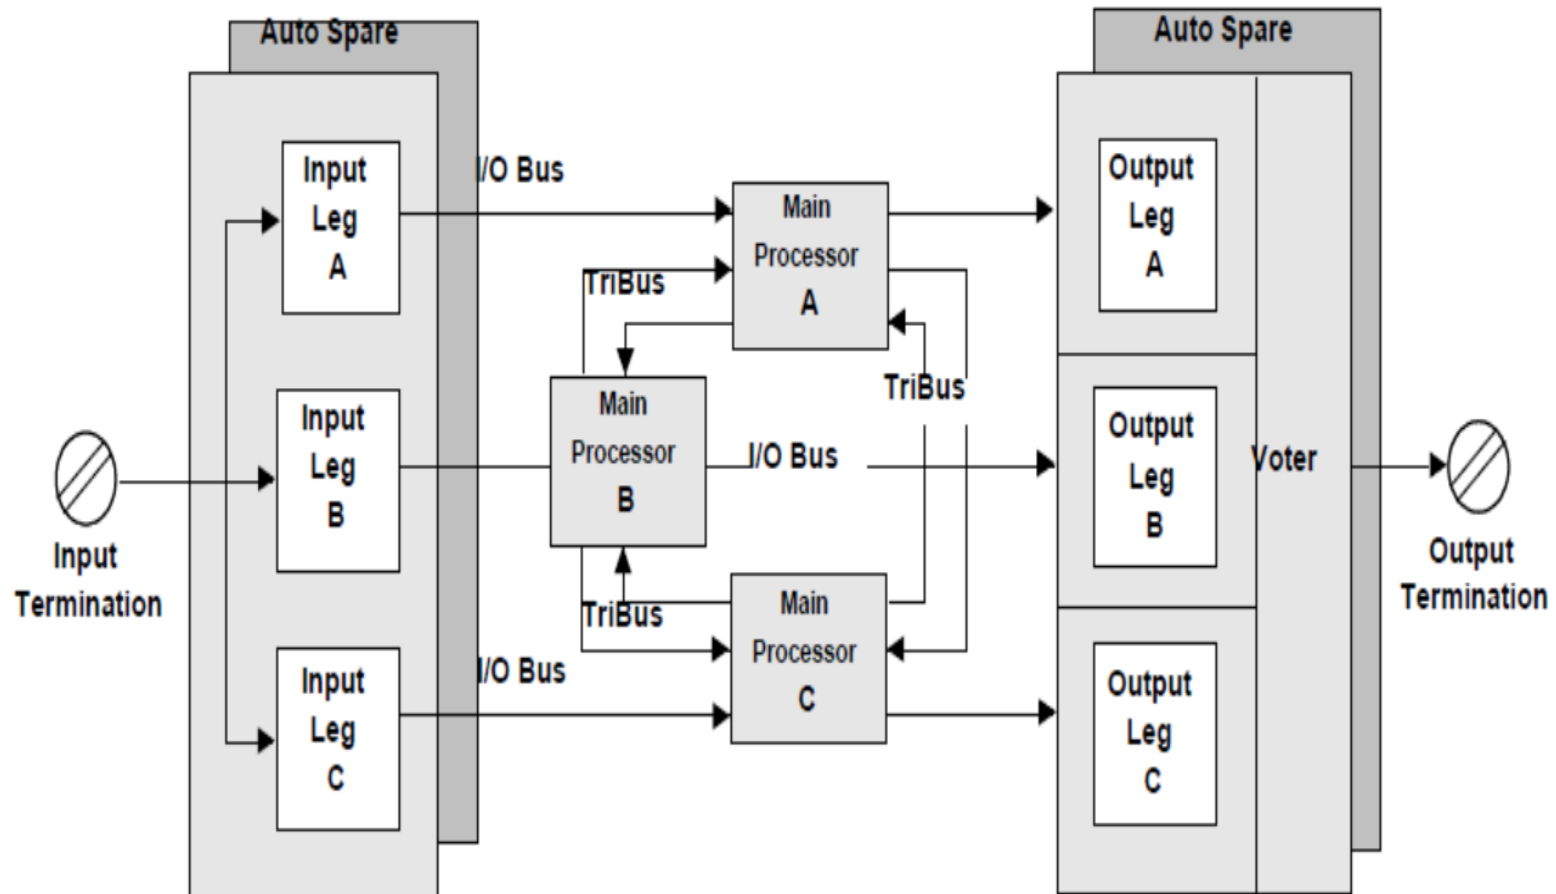 Auto Spare
Auto Spare
Input
Leg
A
I/O Bus
Main
Processor
A
Output
Leg
A
TriBus
TriBus
Input
Leg
B
Main
Processor
B
I/O Bus
Output
Leg
B
Voter
Input
Termination
Output
Termination
TriBus
Main
Processor
C
Input
Leg
C
I/O Bus
Output
Leg
C